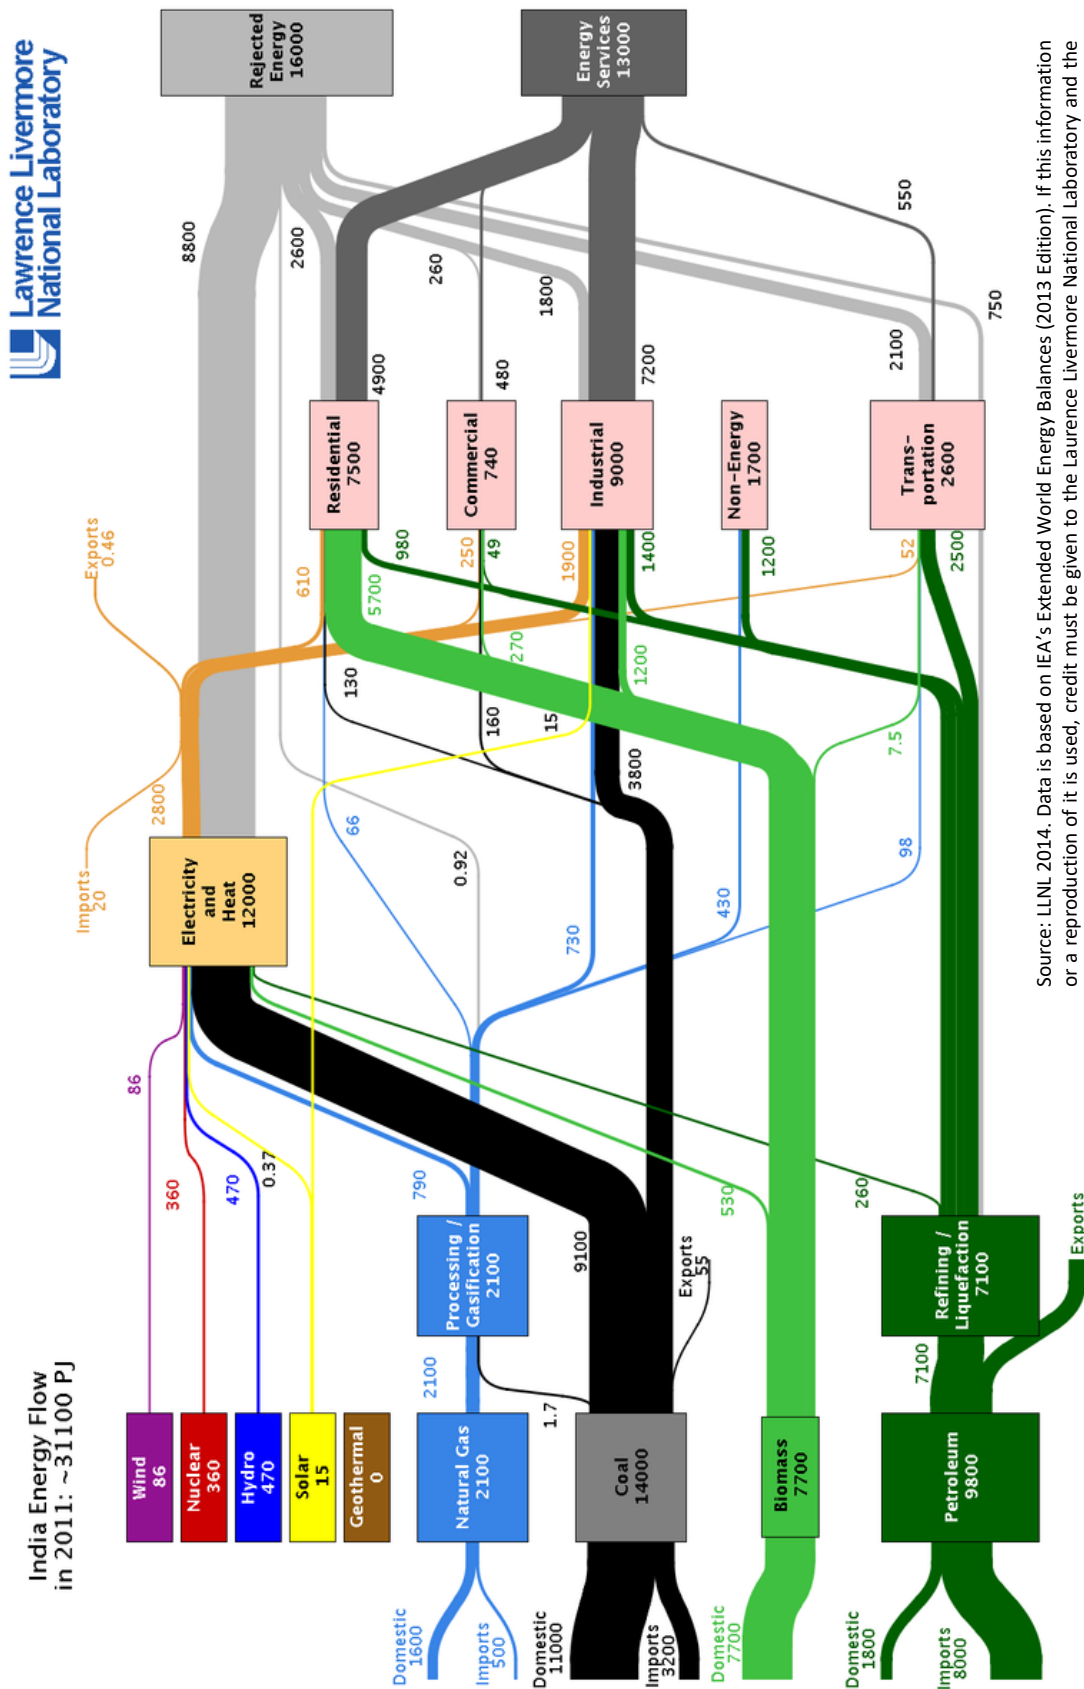 India Energy Flow
in 2011: ~31100 PJ
Lawrence Livermore
National Laboratory
Wind
86
Nuclear
360
Hydro
470
Solar
15
Geothermal
0
Natural Gas
2100
Coal
14000
Biomass
7700
Petroleum
9800
Domestic
1600
Imports
500
Domestic
11000
Imports
3200
Domestic
7700
Domestic
1800
Imports
8000
2100
1.7
7100
Processing /
Gasification
2100
Refining /
Liquefaction
7100
Exports
55
Exports
86
360
470
0.37
790
9100
530
260
Imports
20
Exports
0.46
Electricity
and
Heat
12000
2800
66
0.92
730
430
98
130
160
15
3800
7.5
610
5700
980
250
49
270
1900
1400
1200
1200
52
2500
Residential
7500
Commercial
740
Industrial
9000
Non-Energy
1700
Trans-
portation
2600
4900
480
7200
8800
2600
260
1800
2100
550
750
Rejected
Energy
16000
Energy
Services
13000
Source: LLNL 2014. Data is based on IEA's Extended World Energy Balances (2013 Edition). If this information
or a reproduction of it is used, credit must be given to the Laurence Livermore National Laboratory and the